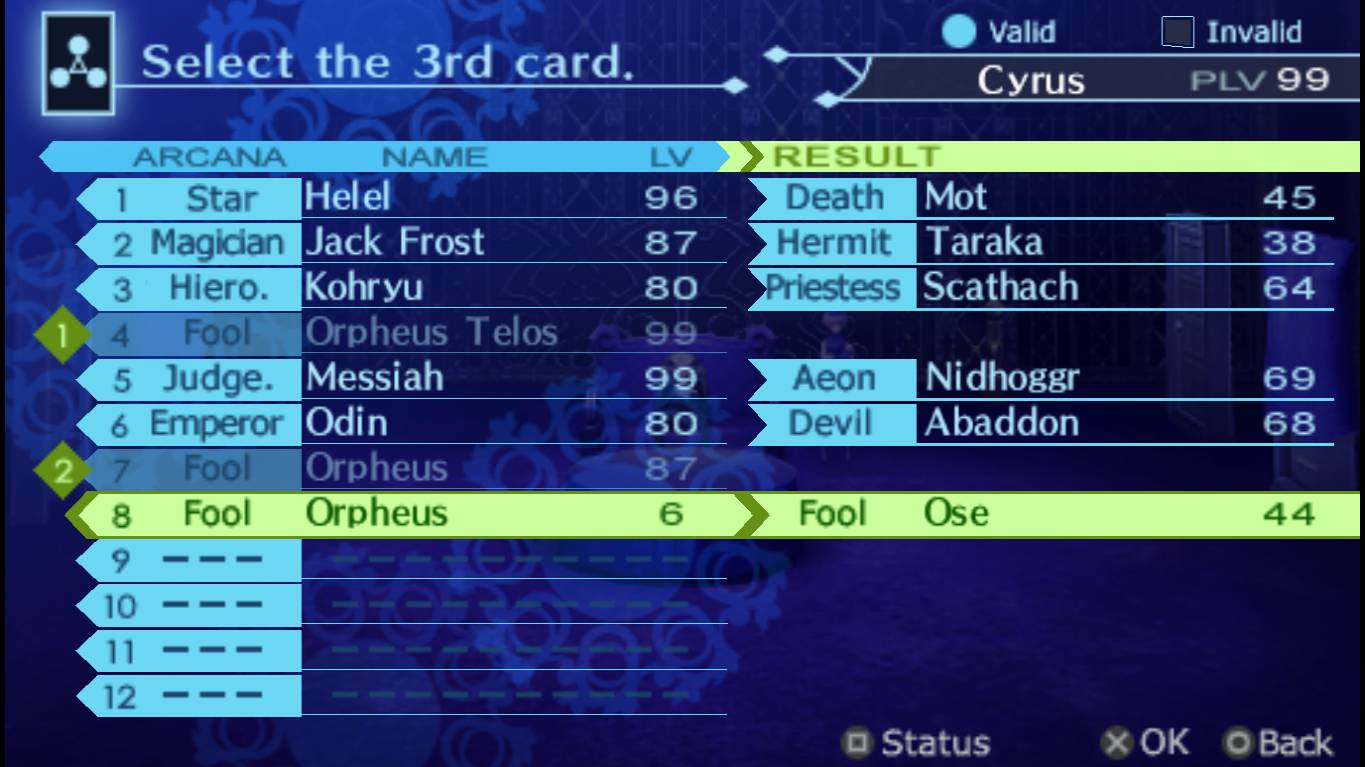 Valid Invalid
Select the 3rd card.
Cyrus PLV 99
ARCANA NAME LV RESULT
1 Star Helel 96 Death Mot 45
2 Magician Jack Frost 87 Hermit Taraka 38
3 Hiero. Kohryu 80 Priestess Scathach 64
1 4 Fool Orpheus Telos 99
5 Judge. Messiah 99 Aeon Nidhoggr 69
6 Emperor Odin 80 Devil Abaddon 68
2 7 Fool Orpheus 87
8 Fool Orpheus 6 Fool Ose 44
9 --- --------
10 --- --------
11 --- --------
12 --- --------
Status OK Back